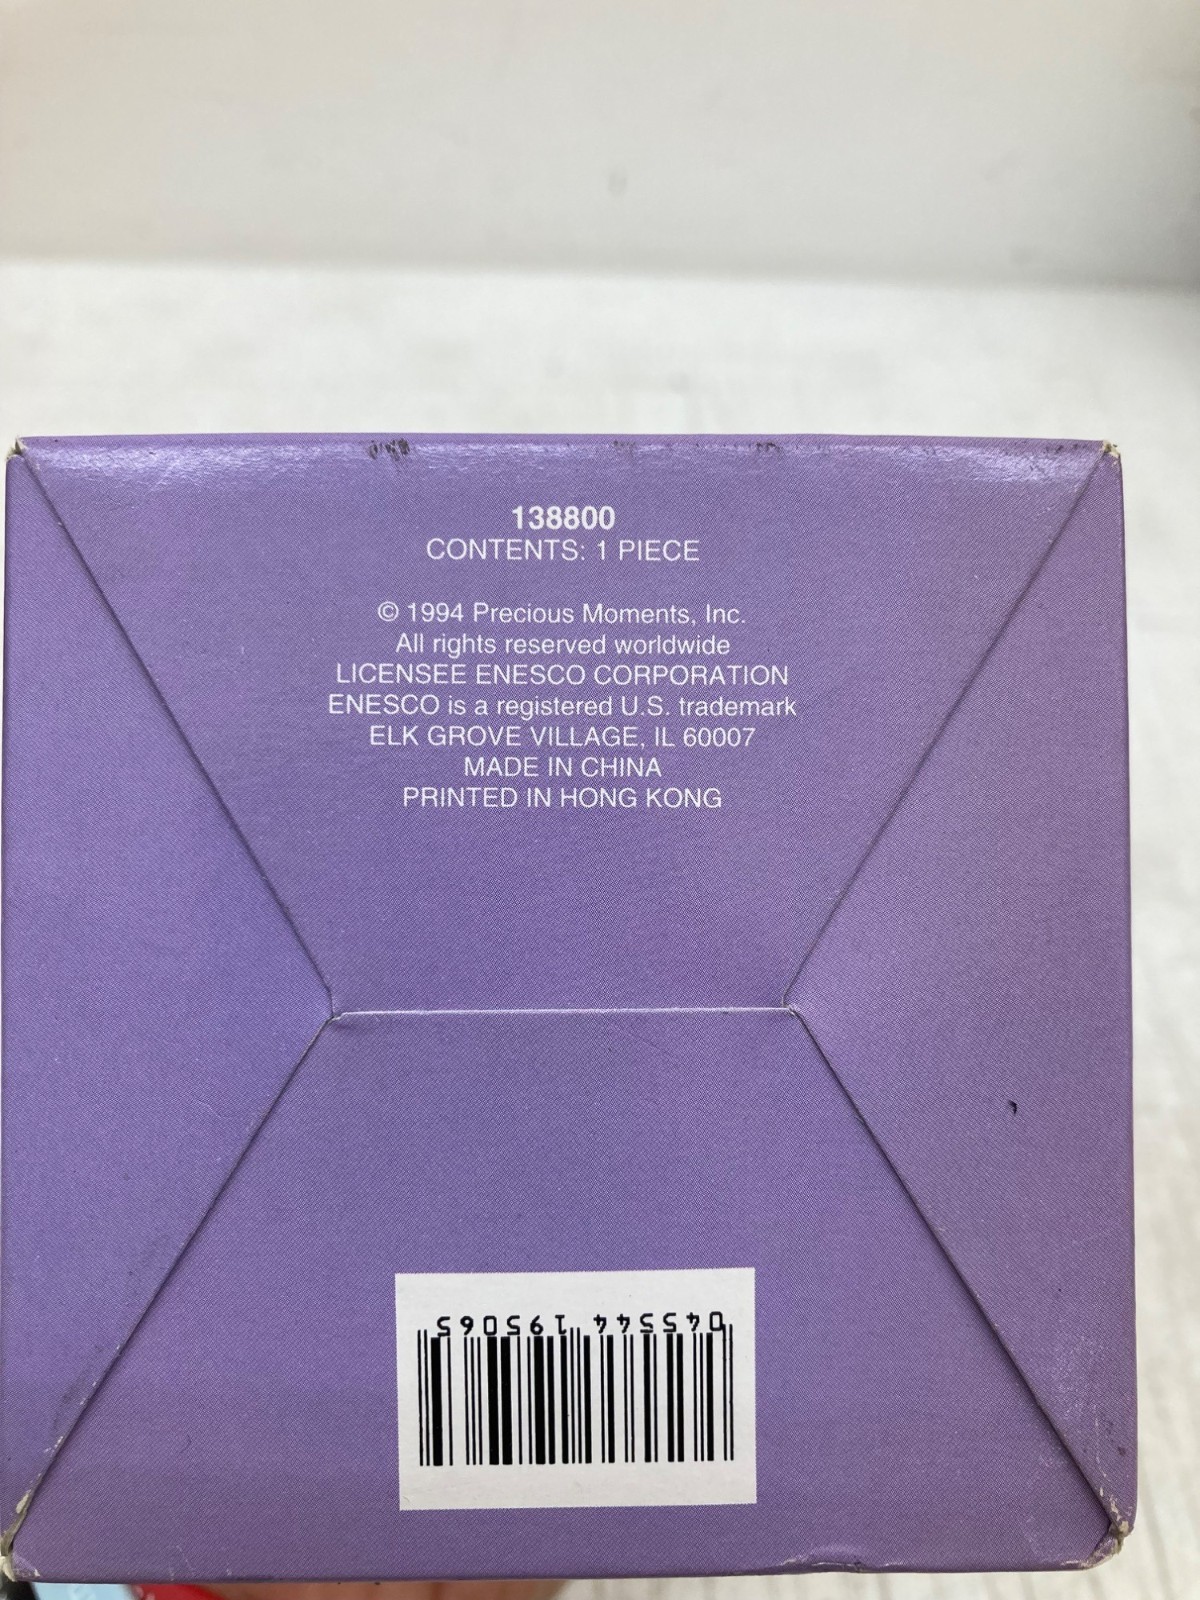 138800
CONTENTS: 1 PIECE
© 1994 Precious Moments, Inc.
All rights reserved worldwide
LICENSEE ENESCO CORPORATION
ENESCO is a registered U.S. trademark
ELK GROVE VILLAGE, IL 60007
MADE IN CHINA
PRINTED IN HONG KONG
045544 195065